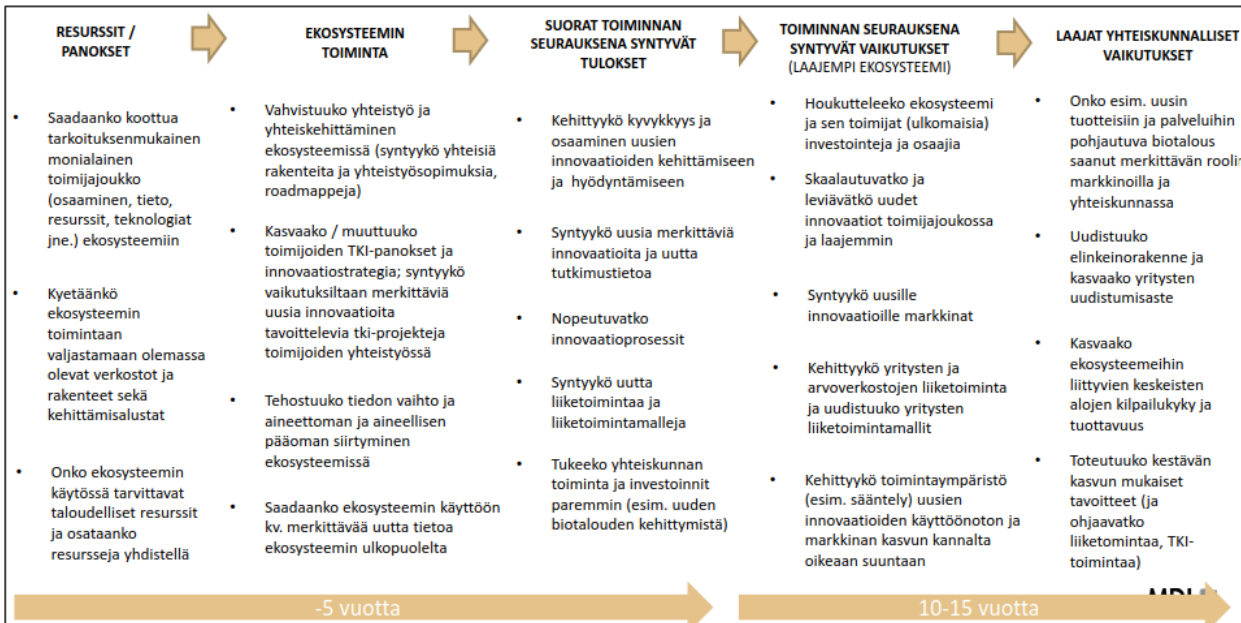 RESURSSIT /
PANOKSET
EKOSYSTEEMIN
TOIMINTA
SUORAT TOIMINNAN
SEURAUKSENA SYNTYVÄT
TULOKSET
TOIMINNAN SEURAUKSENA
SYNTYVÄT VAIKUTUKSET
(LAAJEMPI EKOSYSTEEMI)
LAAJAT YHTEISKUNNALLISET
VAIKUTUKSET
• Saadaanko koottua
tarkoituksenmukainen
monialainen
toimijajoukko
(osaaminen, tieto,
resurssit, teknologiat
jne.) ekosysteemiin
• Kyetäänkö
ekosysteemin
toimintaan
valjastamaan olemassa
olevat verkostot ja
rakenteet sekä
kehittämisalustat
• Onko ekosysteemin
käytössä tarvittavat
taloudelliset resurssit
ja osataanko
resursseja yhdistellä
• Vahvistuuko yhteistyö ja
yhteiskehittäminen
ekosysteemissä (syntyykö yhteisiä
rakenteita ja yhteistyösopimuksia,
roadmappeja)
• Kasvaako / muuttuuko
toimijoiden TKI-panokset ja
innovaatiostrategia; syntyykö
vaikutuksiltaan merkittäviä
uusia innovaatioita
tavoittelevia tki-projekteja
toimijoiden yhteistyössä
• Tehostuuko tiedon vaihto ja
aineettoman ja aineellisen
pääoman siirtyminen
ekosysteemissä
• Saadaanko ekosysteemin käyttöön
kv. merkittävää uutta tietoa
ekosysteemin ulkopuolelta
• Kehittyykö kyvykkyys ja
osaaminen uusien
innovaatioiden kehittämiseen
ja hyödyntämiseen
• Syntyykö uusia merkittäviä
innovaatioita ja uutta
tutkimustietoa
• Nopeutuvatko
innovaatioprosessit
• Syntyykö uutta
liiketoimintaa ja
liiketoimintamalleja
• Tukeeko yhteiskunnan
toiminta ja investoinnit
paremmin (esim. uuden
biotalouden kehittymistä)
• Houkutteleeko ekosysteemi
ja sen toimijat (ulkomaisia)
investointeja ja osaajia
• Skaalautuvatko ja
leviävätkö uudet
innovaatiot toimijajoukossa
ja laajemmin
• Syntyykö uusille
innovaatioille markkinat
• Kehittyykö yritysten ja
arvoverkostojen liiketoiminta
ja uudistuuko yritysten
liiketoimintamallit
• Kehittyykö toimintaympäristö
(esim. sääntely) uusien
innovaatioiden käyttöönoton ja
markkinan kasvun kannalta
oikeaan suuntaan
• Onko esim. uusin
tuotteisiin ja palveluihin
pohjautuva biotalous
saanut merkittävän roolin
markkinoilla ja
yhteiskunnassa
• Uudistuuko
elinkeinorakenne ja
kasvaako yritysten
uudistumisaste
• Kasvaako
ekosysteemeihin
liittyvien keskeisten
alojen kilpailukyky ja
tuottavuus
• Toteutuuko kestävän
kasvun mukaiset
tavoitteet (ja
ohjaavatko
liiketomintaa, TKI-
toimintaa)
-5 vuotta
10-15 vuotta